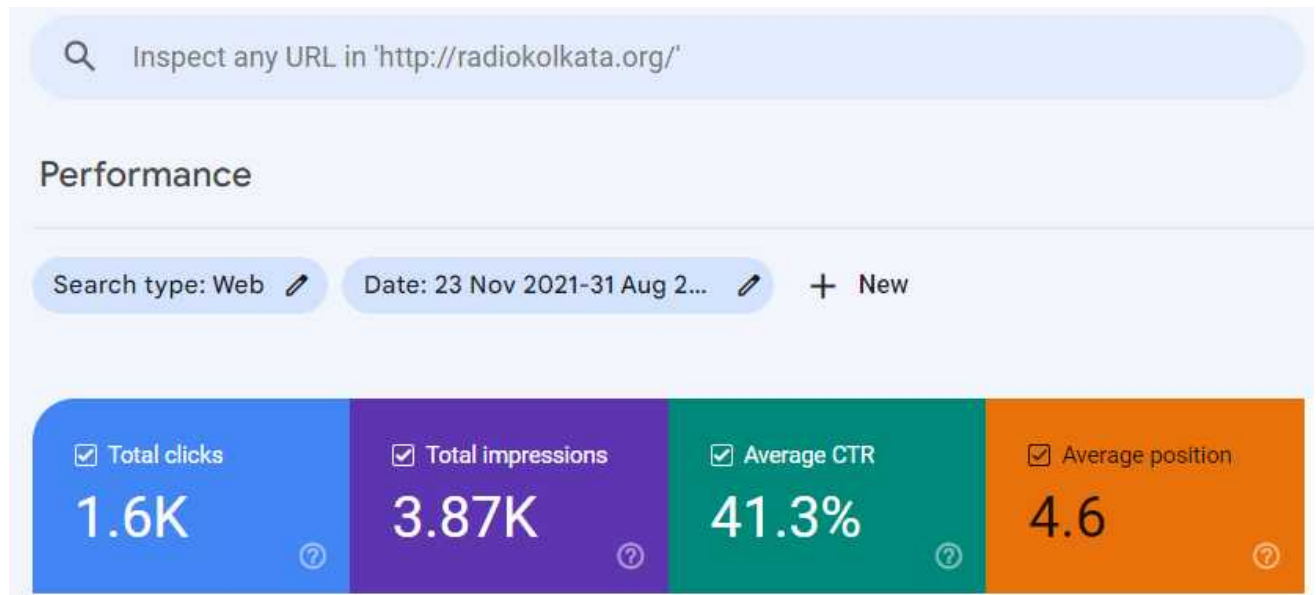 Inspect any URL in 'http://radiokolkata.org/'
Performance
Search type: Web Date: 23 Nov 2021-31 Aug 2... + New
Total clicks Total impressions Average CTR Average position
1.6K 3.87K 41.3% 4.6